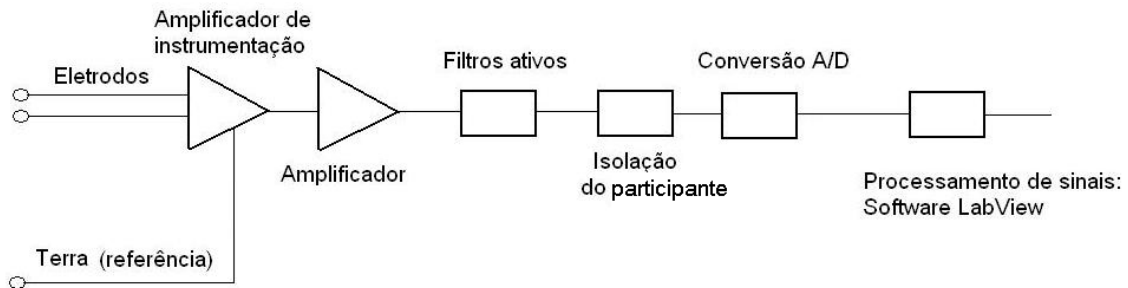 Amplificador de
instrumentação
Eletrodos
Amplificador
Filtros ativos
Isolação
do participante
Conversão A/D
Processamento de sinais:
Software LabView
Terra (referência)